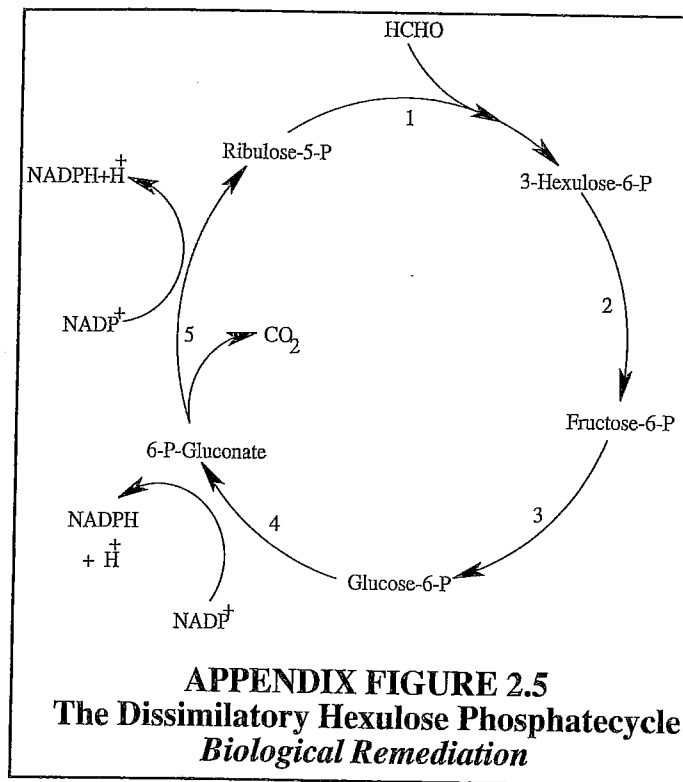 HCHO
1
Ribulose-5-P
NADPH+H+
3-Hexulose-6-P
2
NADP+
5
CO2
Fructose-6-P
6-P-Gluconate
3
NADPH
+ H+
4
Glucose-6-P
NADP+
APPENDIX FIGURE 2.5
The Dissimilatory Hexulose Phosphatecycle
Biological Remediation